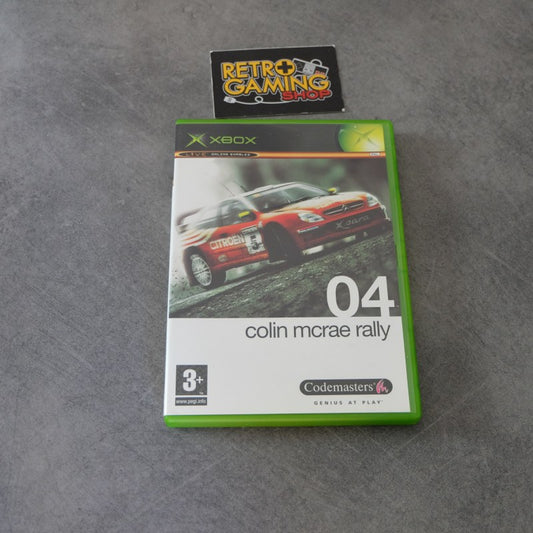 RETRO
GAMING
SHOP
XBOX
LIVE ONLINE ENABLED
CITROËN
Xsara
04
colin mcrae rally
3+
www.pegi.info
Codemasters
GENIUS AT PLAY